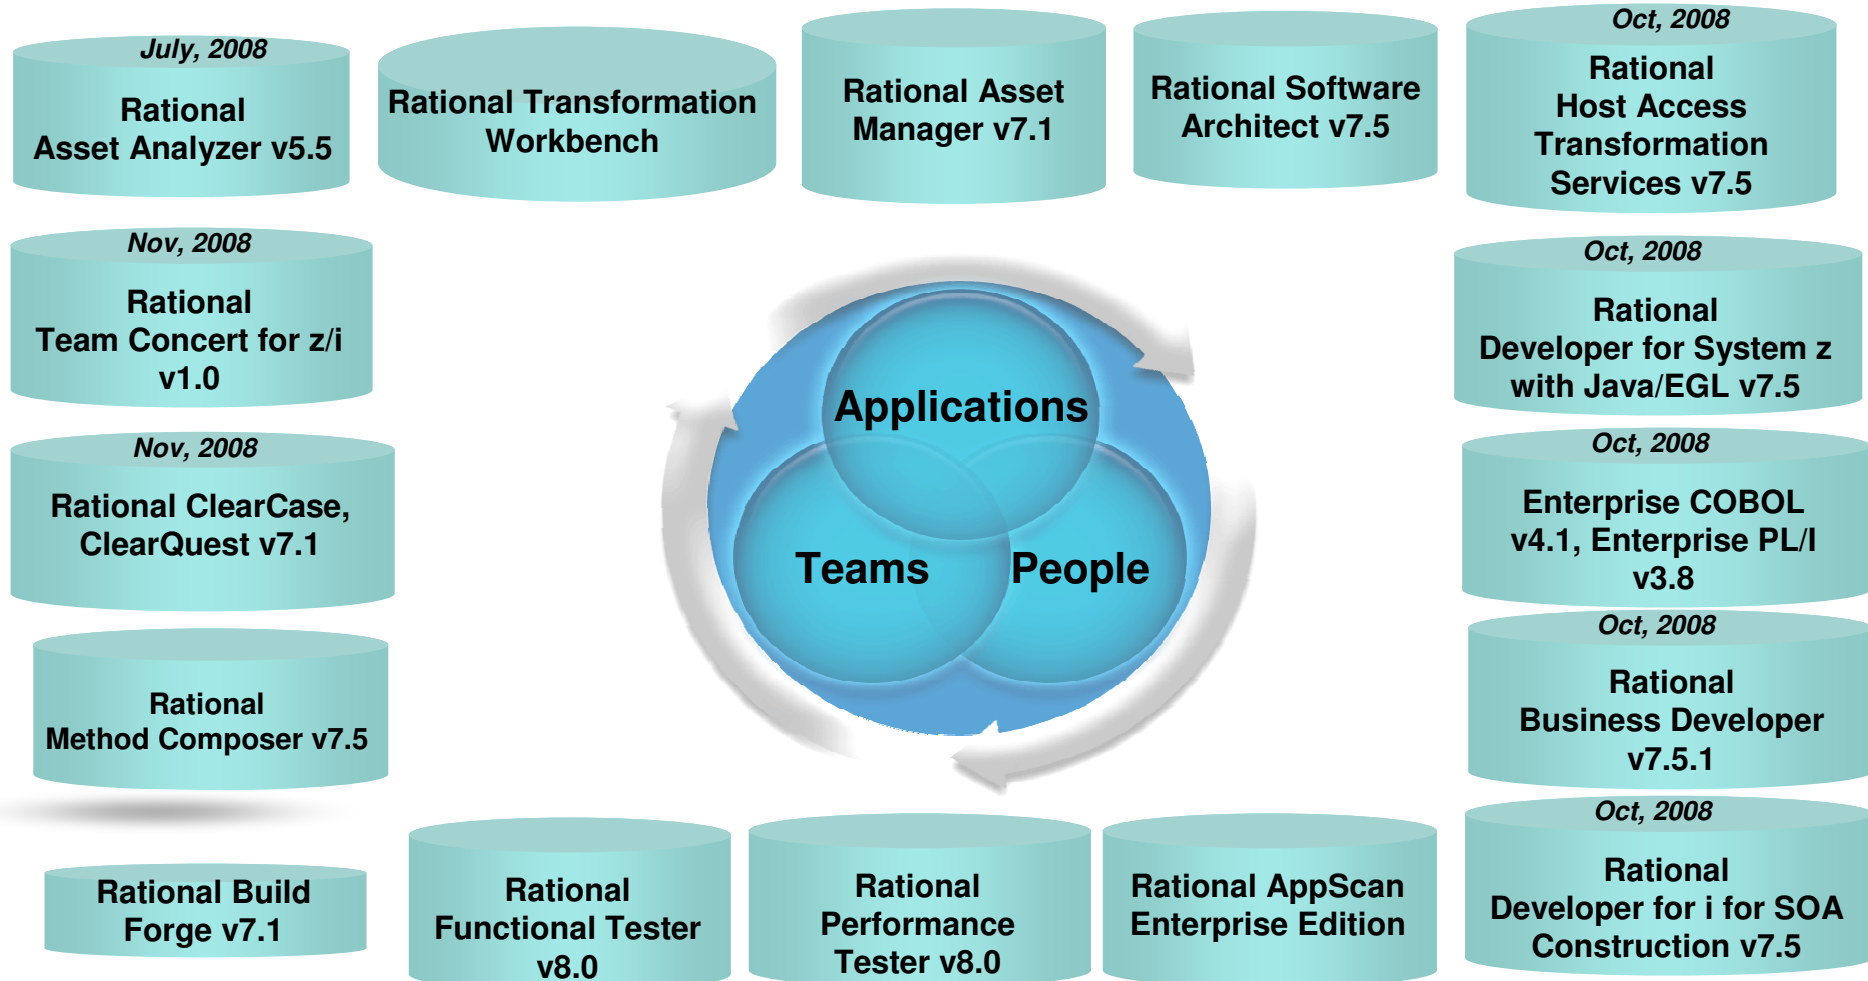 July, 2008
Rational
Asset Analyzer v5.5
Rational Transformation
Workbench
Rational Asset
Manager v7.1
Rational Software
Architect v7.5
Oct, 2008
Rational
Host Access
Transformation
Services v7.5
Nov, 2008
Rational
Team Concert for z/i
v1.0
Oct, 2008
Rational
Developer for System z
with Java/EGL v7.5
Applications
Teams
People
Nov, 2008
Rational ClearCase,
ClearQuest v7.1
Oct, 2008
Enterprise COBOL
v4.1, Enterprise PL/I
v3.8
Rational
Method Composer v7.5
Oct, 2008
Rational
Business Developer
v7.5.1
Rational Build
Forge v7.1
Rational
Functional Tester
v8.0
Rational
Performance
Tester v8.0
Rational AppScan
Enterprise Edition
Oct, 2008
Rational
Developer for i for SOA
Construction v7.5